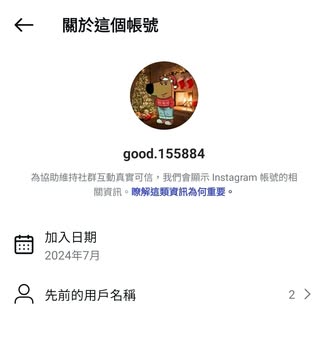 關於這個帳號
good.155884
為協助維持社群互動真實可信，我們會顯示 Instagram 帳號的相
關資訊。瞭解這類資訊為何重要。
加入日期
2024年7月
先前的用戶名稱
2